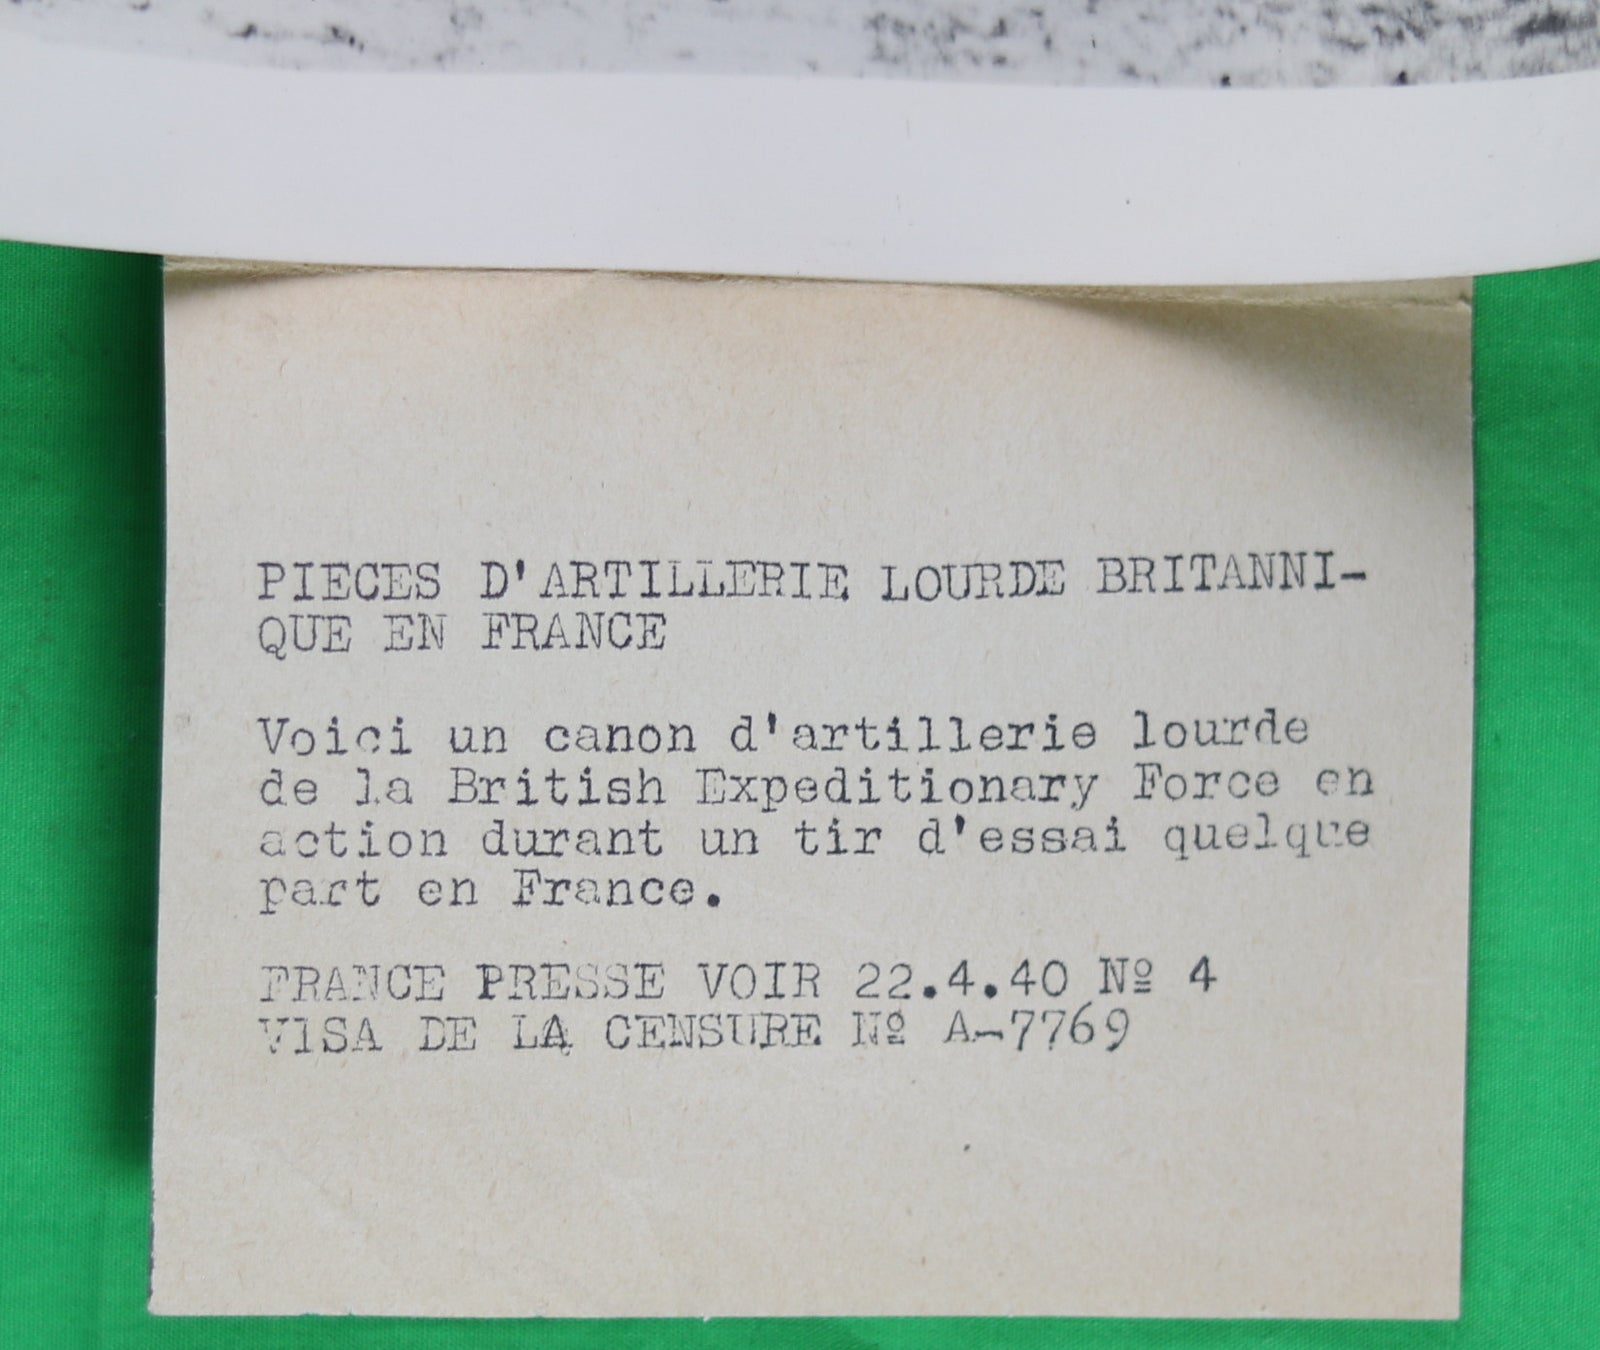 PIECES D'ARTILLERIE LOURDE BRITANNI-
QUE EN FRANCE
Voici un canon d'artillerie lourde
de la British Expeditionary Force en
action durant un tir d'essai quelque
part en France.
FRANCE PRESSE VOIR 22.4.40 Nº 4
VISA DE LA CENSURE Nº A-7769